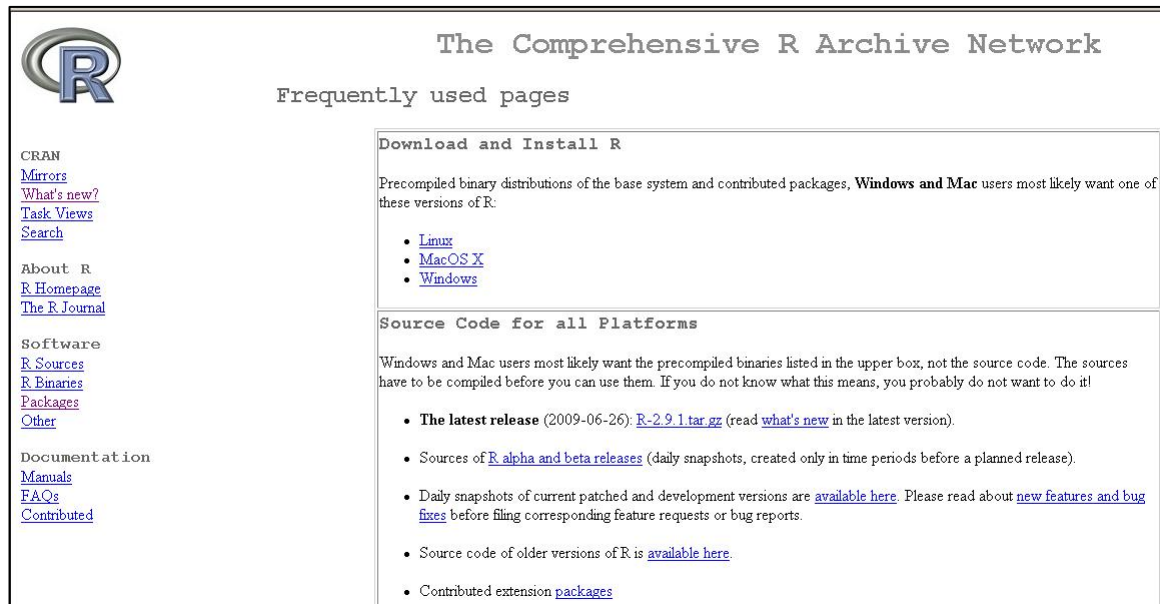 R
The Comprehensive R Archive Network
Frequently used pages
CRAN
Mirrors
What's new?
Task Views
Search
About R
R Homepage
The R Journal
Software
R Sources
R Binaries
Packages
Other
Documentation
Manuals
FAQs
Contributed
Download and Install R
Precompiled binary distributions of the base system and contributed packages, Windows and Mac users most likely want one of
these versions of R:
• Linux
• MacOS X
• Windows
Source Code for all Platforms
Windows and Mac users most likely want the precompiled binaries listed in the upper box, not the source code. The sources
have to be compiled before you can use them. If you do not know what this means, you probably do not want to do it!
• The latest release (2009-06-26): R-2.9.1.tar.gz (read what's new in the latest version).
• Sources of R alpha and beta releases (daily snapshots, created only in time periods before a planned release).
• Daily snapshots of current patched and development versions are available here. Please read about new features and bug
fixes before filing corresponding feature requests or bug reports.
• Source code of older versions of R is available here.
• Contributed extension packages